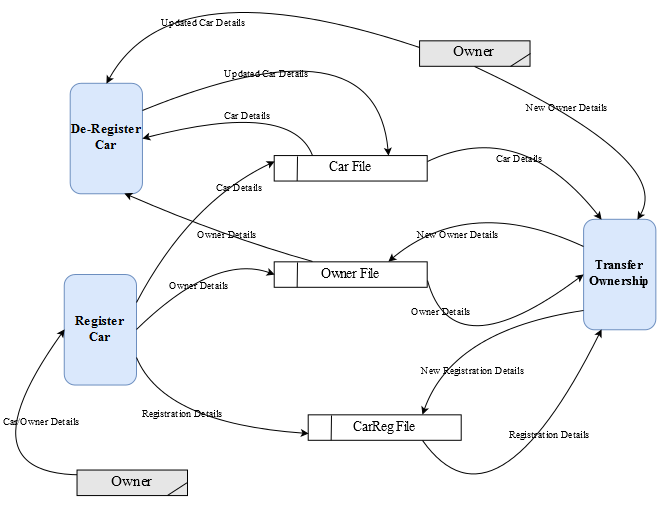 Updated Car Details
Owner
Updated Car Details
New Owner Details
Car Details
De-Register
Car
Car File
Car Details
Car Details
Owner Details
New Owner Details
Owner File
Transfer
Ownership
Owner Details
Owner Details
Register
Car
New Registration Details
Registration Details
Car/Owner Details
CarReg File
Registration Details
Owner